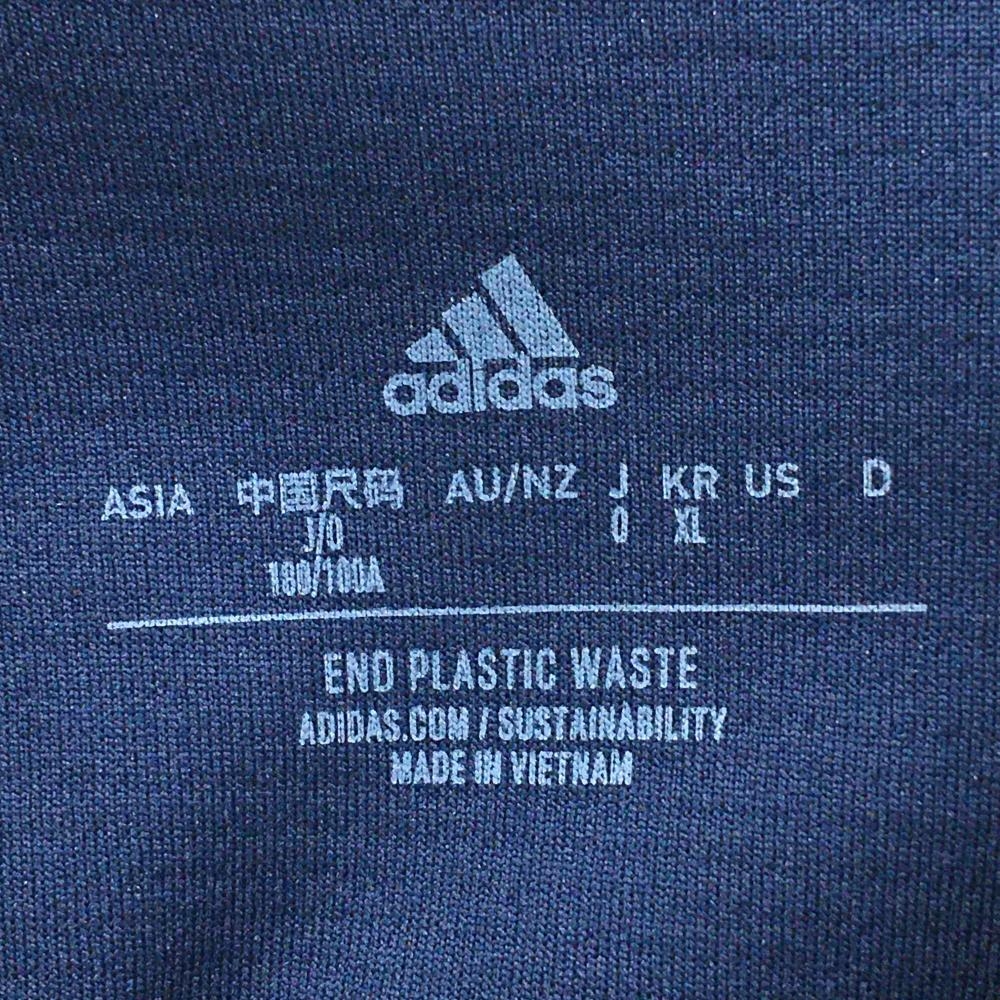 adidas
ASIA 中国尺码 AU/NZ J KR US D
J/O O XL
180/100A
END PLASTIC WASTE
ADIDAS.COM / SUSTAINABILITY
MADE IN VIETNAM